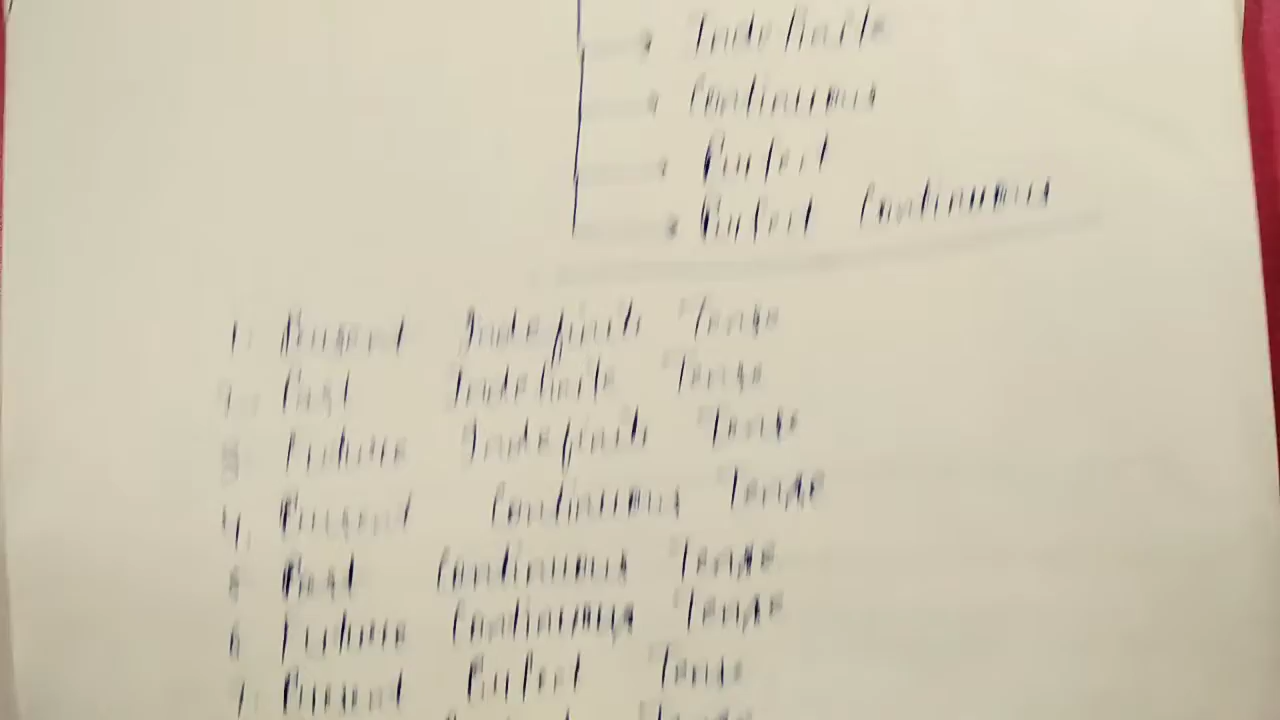 Indefinite
Continuous
Perfect
Perfect Continuous
1. Present Indefinite Tense
2. Past Indefinite Tense
3. Future Indefinite Tense
4. Present Continuous Tense
5 Past Continuous Tense
6 Future Continuous Tense
7. Present Perfect Tense
Tense